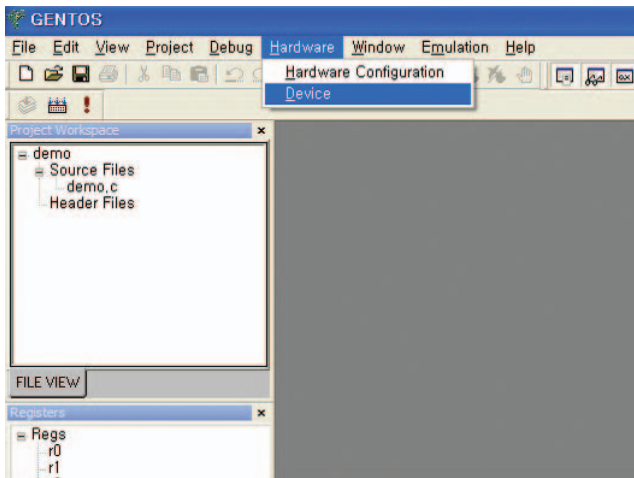 GENTOS
File Edit View Project Debug Hardware Window Emulation Help
Hardware Configuration
Device
Project Workspace
demo
Source Files
demo.c
Header Files
FILE VIEW
Registers
Regs
r0
r1